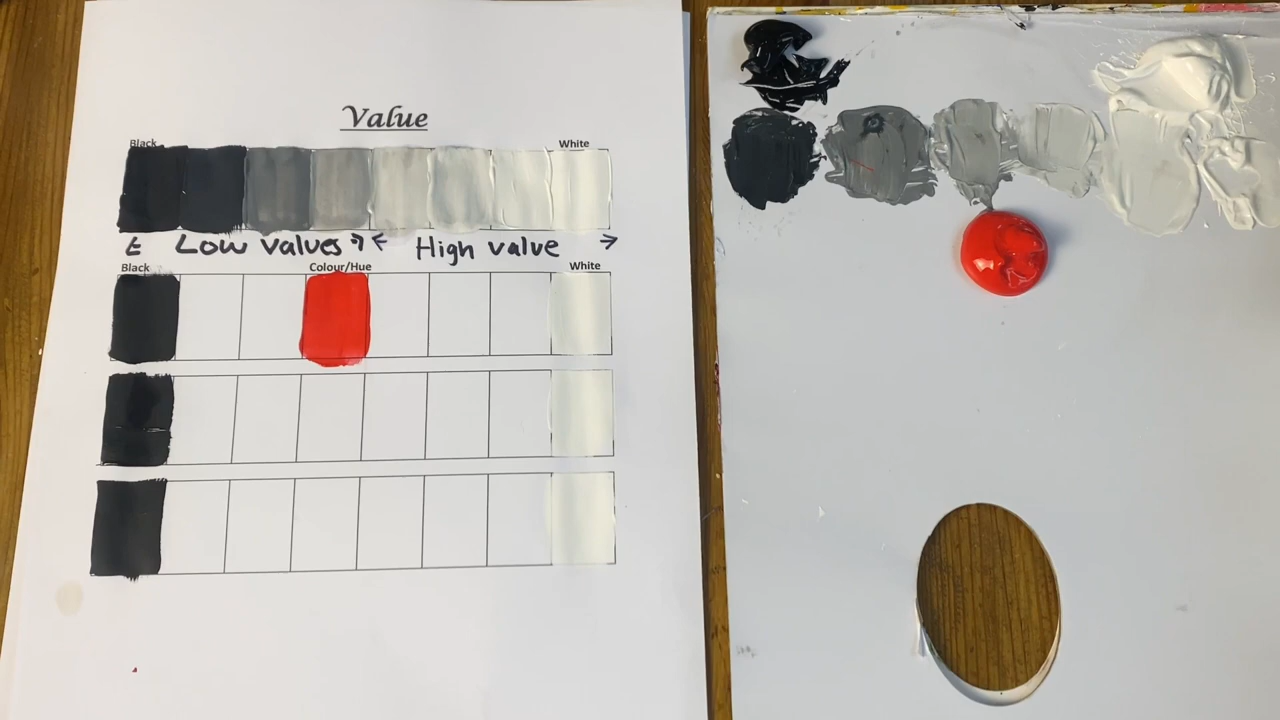 Value
Black White
← Low values → ← High value →
Black Colour/Hue White